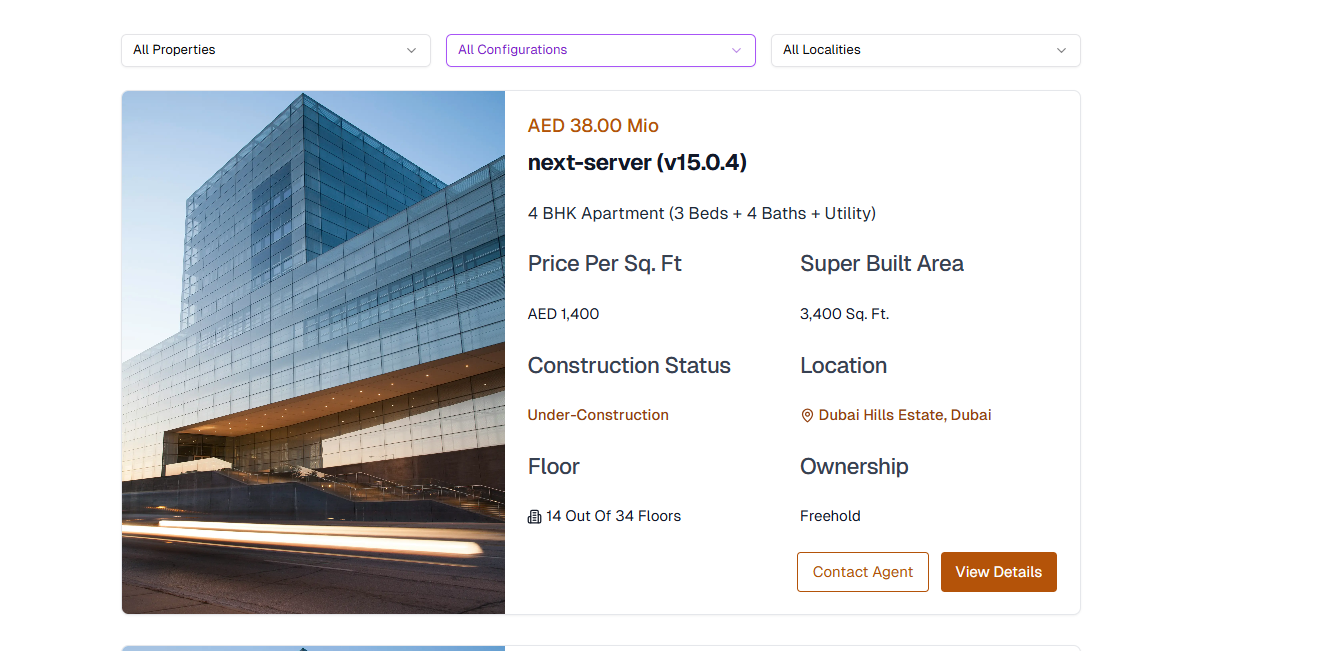 All Properties
All Configurations
All Localities
AED 38.00 Mio
next-server (v15.0.4)
4 BHK Apartment (3 Beds + 4 Baths + Utility)
Price Per Sq. Ft
Super Built Area
AED 1,400
3,400 Sq. Ft.
Construction Status
Location
Under-Construction
Dubai Hills Estate, Dubai
Floor
Ownership
14 Out Of 34 Floors
Freehold
Contact Agent
View Details